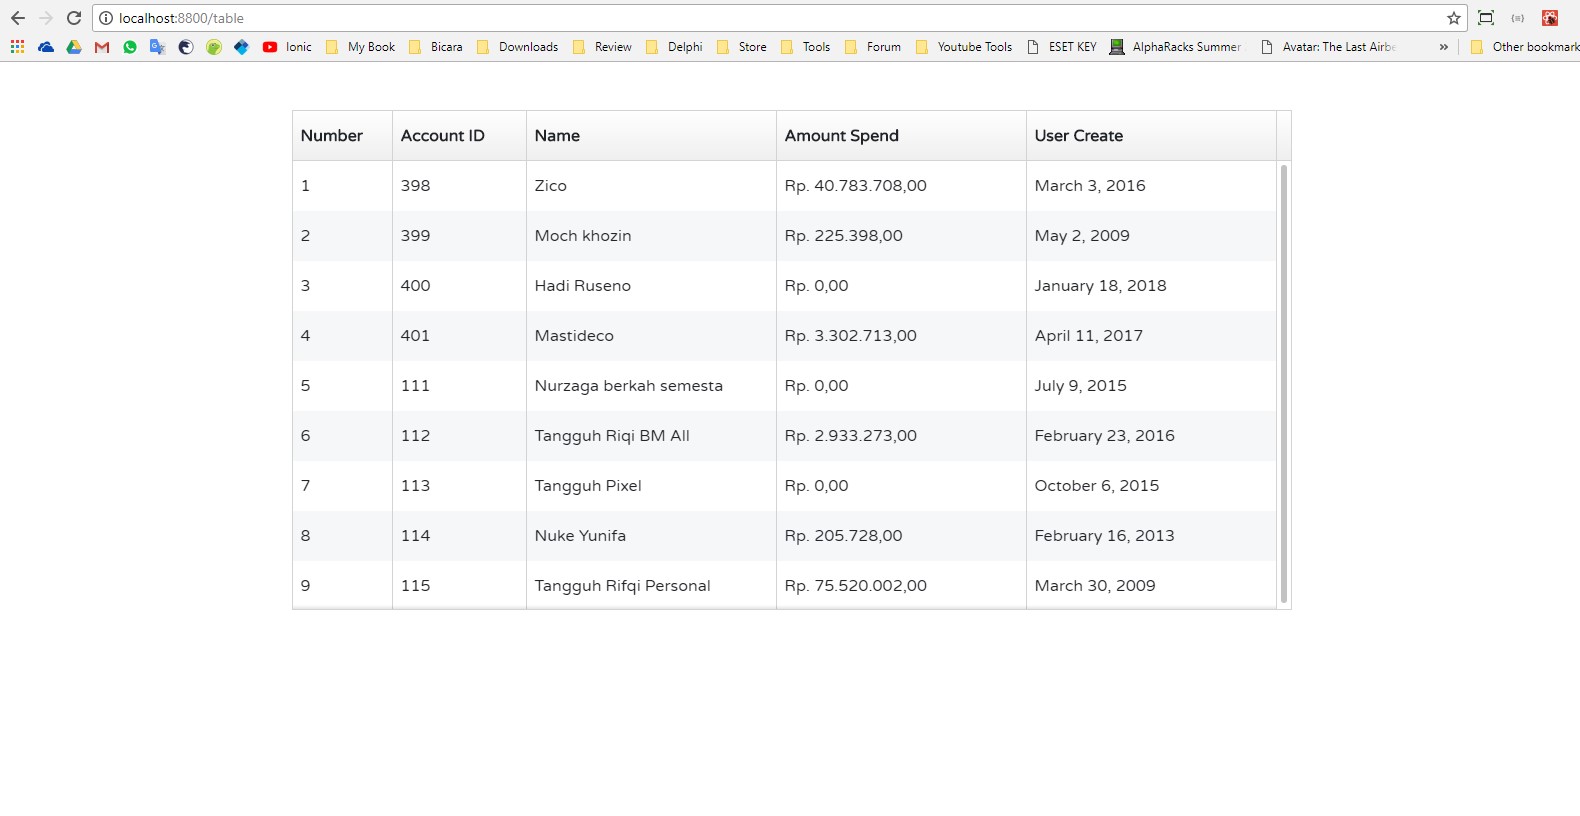 localhost:8800/table
Ionic My Book Bicara Downloads Review Delphi Store Tools Forum Youtube Tools ESET KEY AlphaRacks Summer Avatar: The Last » Other bookmark
Number Account ID Name Amount Spend User Create
1 398 Zico Rp. 40.783.708,00 March 3, 2016
2 399 Moch khozin Rp. 225.398,00 May 2, 2009
3 400 Hadi Ruseno Rp. 0,00 January 18, 2018
4 401 Mastideco Rp. 3.302.713,00 April 11, 2017
5 111 Nurzaga berkah semesta Rp. 0,00 July 9, 2015
6 112 Tangguh Riqi BM All Rp. 2.933.273,00 February 23, 2016
7 113 Tangguh Pixel Rp. 0,00 October 6, 2015
8 114 Nuke Yunifa Rp. 205.728,00 February 16, 2013
9 115 Tangguh Rifqi Personal Rp. 75.520.002,00 March 30, 2009